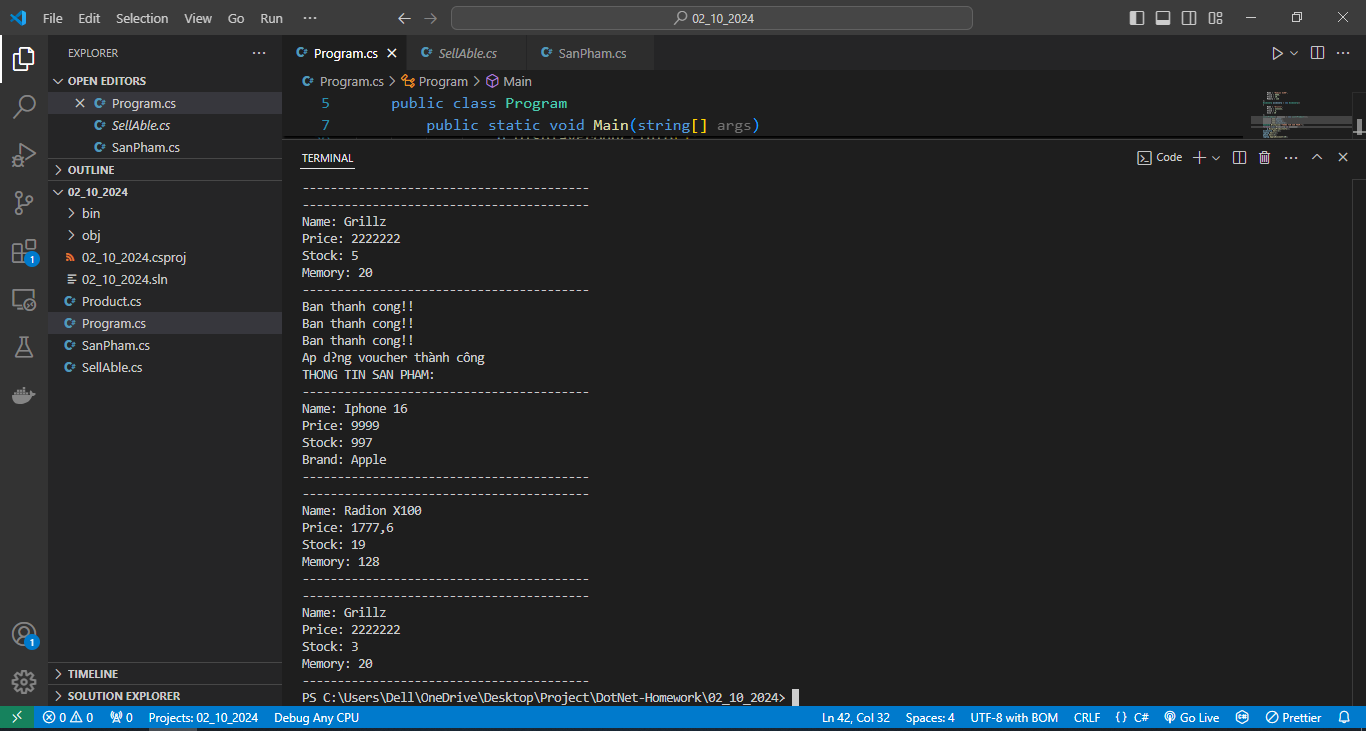 File Edit Selection View Go Run ··· 02_10_2024
EXPLORER ···
OPEN EDITORS
Program.cs
SellAble.cs
SanPham.cs
OUTLINE
02_10_2024
bin
obj
02_10_2024.csproj
02_10_2024.sln
Product.cs
Program.cs
SanPham.cs
SellAble.cs
TIMELINE
SOLUTION EXPLORER
1
1
Program.cs SellAble.cs SanPham.cs
Program.cs > Program > Main
5 public class Program
7 public static void Main(string[] args)
TERMINAL Code
-----------------------------------------
-----------------------------------------
Name: Grillz
Price: 2222222
Stock: 5
Memory: 20
-----------------------------------------
Ban thanh cong!!
Ban thanh cong!!
Ban thanh cong!!
Ap d?ng voucher thành công
THONG TIN SAN PHAM:
-----------------------------------------
Name: Iphone 16
Price: 9999
Stock: 997
Brand: Apple
-----------------------------------------
-----------------------------------------
Name: Radion X100
Price: 1777,6
Stock: 19
Memory: 128
-----------------------------------------
-----------------------------------------
Name: Grillz
Price: 2222222
Stock: 3
Memory: 20
-----------------------------------------
PS C:\Users\Dell\OneDrive\Desktop\Project\DotNet-Homework\02_10_2024>
0 0 0 Projects: 02_10_2024 Debug Any CPU Ln 42, Col 32 Spaces: 4 UTF-8 with BOM CRLF {} C# Go Live Prettier